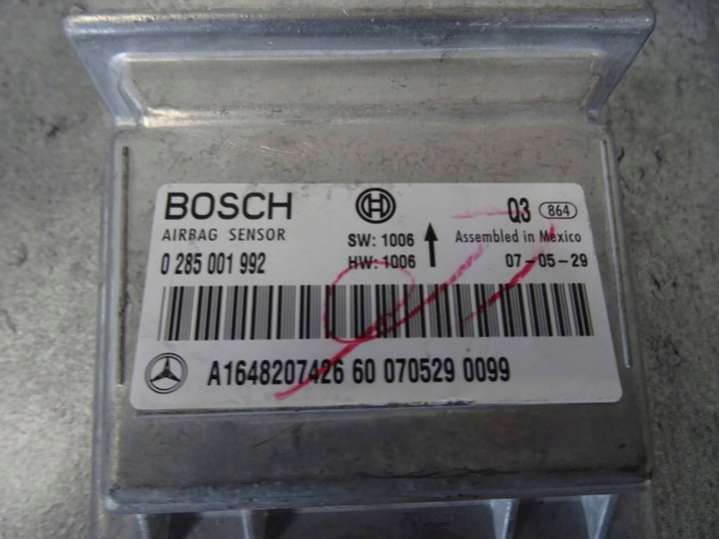 BOSCH
Q3 864
AIRBAG SENSOR
SW: 1006
Assembled in Mexico
0 285 001 992
HW: 1006
07-05-29
A1648207426 60 070529 0099